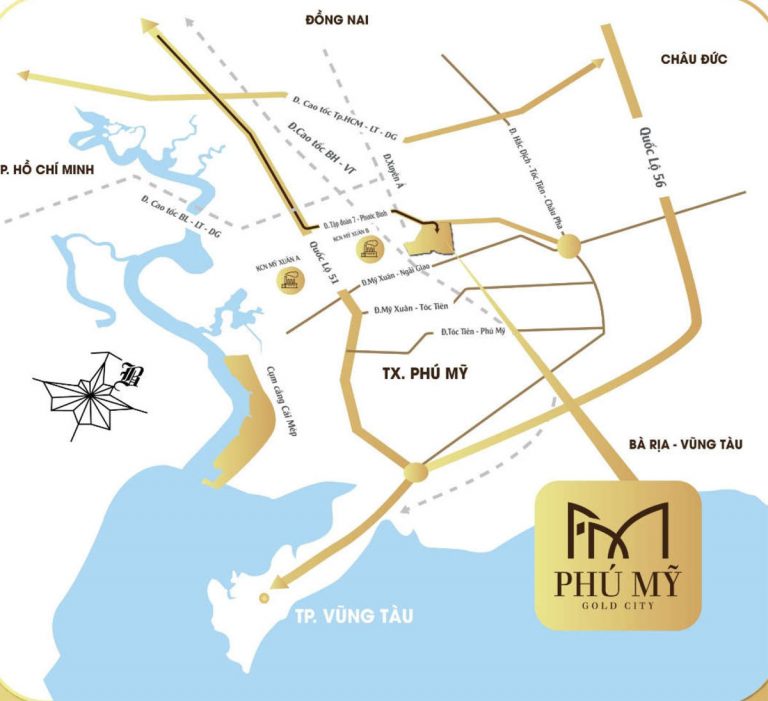 ĐỒNG NAI
CHÂU ĐỨC
Đ. Cao tốc Tp.HCM - LT - DG
Đ.Cao tốc BH - VT
Đ.Xuyên Á
Đ. Hắc Dịch - Tóc Tiên - Châu Pha
Quốc Lộ 56
P. HỒ CHÍ MINH
Đ. Cao tốc BL - LT - DG
Đ.Tập đoàn 7 - Phước Bình
KCN MỸ XUÂN B
KCN MỸ XUÂN A
Quốc Lộ 51
Đ.Mỹ Xuân - Ngãi Giao
Đ.Mỹ Xuân - Tóc Tiên
Đ.Tóc Tiên - Phú Mỹ
TX. PHÚ MỸ
Cụm cảng Cái Mép
B
BÀ RỊA - VŨNG TÀU
PHÚ MỸ
GOLD CITY
TP. VŨNG TÀU